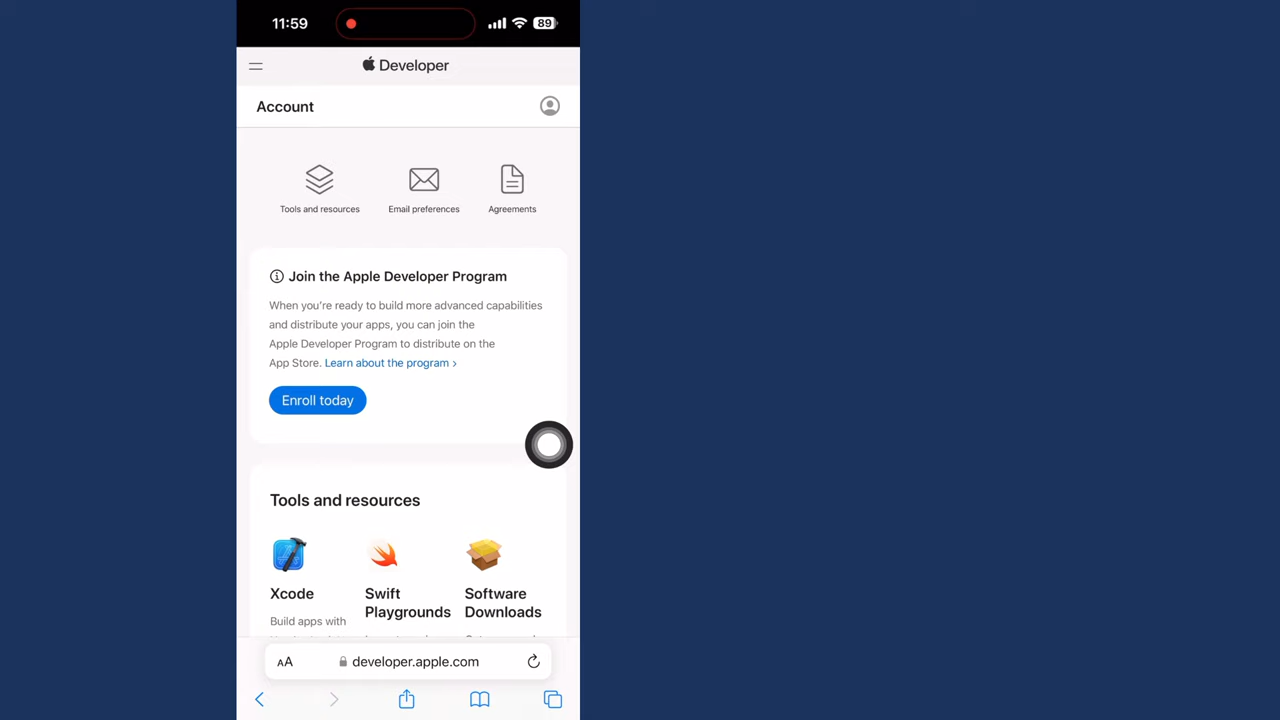 11:59
89
Developer
Account
Tools and resources
Email preferences
Agreements
Join the Apple Developer Program
When you're ready to build more advanced capabilities
and distribute your apps, you can join the
Apple Developer Program to distribute on the
App Store. Learn about the program ›
Enroll today
Tools and resources
Xcode
Swift
Playgrounds
Software
Downloads
Build apps with
AA
developer.apple.com